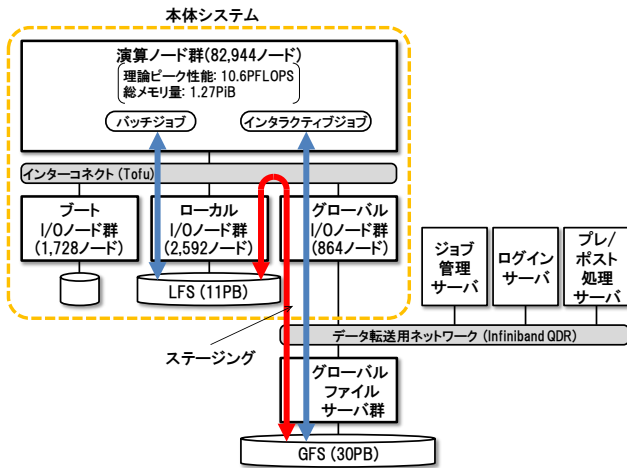 本体システム
演算ノード群(82,944ノード)
理論ピーク性能: 10.6PFLOPS
総メモリ量: 1.27PiB
バッチジョブ
インタラクティブジョブ
インターコネクト(Tofu)
ブート
I/Oノード群
(1,728ノード)
ローカル
I/Oノード群
(2,592ノード)
グローバル
I/Oノード群
(864ノード)
LFS (11PB)
ジョブ
管理
サーバ
ログイン
サーバ
プレ/
ポスト
処理
サーバ
ステージング
データ転送用ネットワーク(Infiniband QDR)
グローバル
ファイル
サーバ群
GFS (30PB)